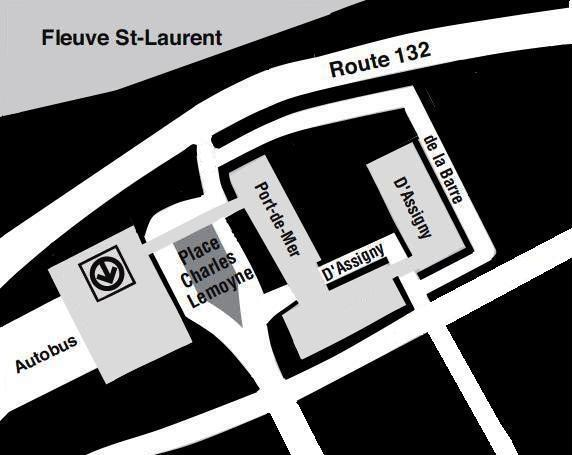 Fleuve St-Laurent
Route 132
de la Barre
Port-de-Mer
D'Assigny
Place
Charles
Lemoyne
D'Assigny
Autobus